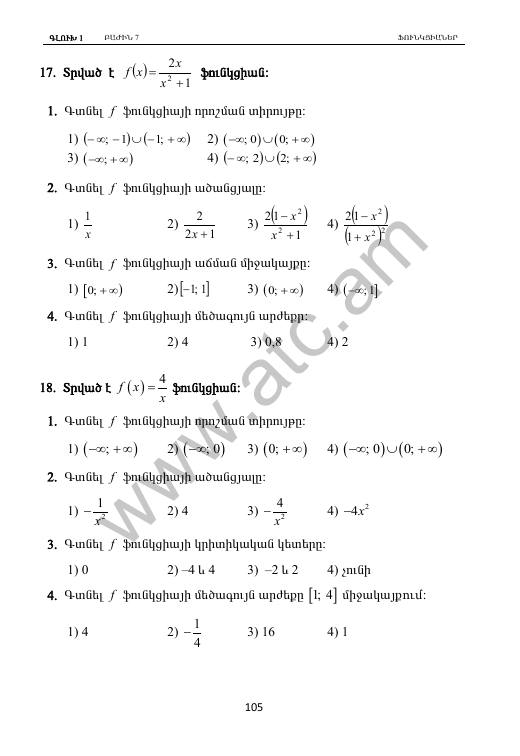 ԳԼՈՒԽ 1 ԲԱԺԻՆ 7 ՖՈՒՆԿՑԻԱՆԵՐ
17. Տրված է f(x)=2x/(x²+1) ֆունկցիան:
1. Գտնել f ֆունկցիայի որոշման տիրույթը:
1) (−∞; −1)∪(−1; +∞) 2) (−∞; 0)∪(0; +∞)
3) (−∞; +∞) 4) (−∞; 2)∪(2; +∞)
2. Գտնել f ֆունկցիայի ածանցյալը:
1) 1/x 2) 2/(2x+1) 3) 2(1−x²)/(x²+1) 4) 2(1−x²)/(1+x²)²
3. Գտնել f ֆունկցիայի աճման միջակայքը:
1) [0; +∞) 2) [−1; 1] 3) (0; +∞) 4) (−∞; 1]
4. Գտնել f ֆունկցիայի մեծագույն արժեքը:
1) 1 2) 4 3) 0,8 4) 2
18. Տրված է f(x)=4/x ֆունկցիան:
1. Գտնել f ֆունկցիայի որոշման տիրույթը:
1) (−∞; +∞) 2) (−∞; 0) 3) (0; +∞) 4) (−∞; 0)∪(0; +∞)
2. Գտնել f ֆունկցիայի ածանցյալը:
1) −1/x² 2) 4 3) −4/x² 4) −4x²
3. Գտնել f ֆունկցիայի կրիտիկական կետերը:
1) 0 2) −4 և 4 3) −2 և 2 4) չունի
4. Գտնել f ֆունկցիայի մեծագույն արժեքը [1; 4] միջակայքում:
1) 4 2) −1/4 3) 16 4) 1
105
www.atc.am